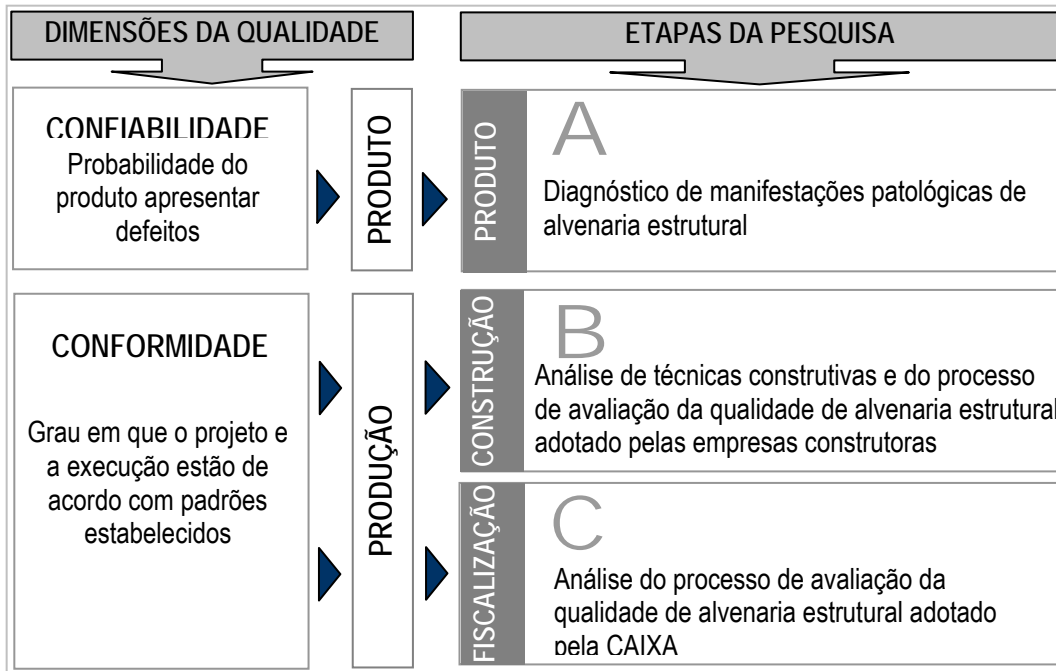 DIMENSÕES DA QUALIDADE
ETAPAS DA PESQUISA
CONFIABILIDADE
Probabilidade do
produto apresentar
defeitos
PRODUTO
PRODUTO
A
Diagnóstico de manifestações patológicas de
alvenaria estrutural
CONFORMIDADE
Grau em que o projeto e
a execução estão de
acordo com padrões
estabelecidos
PRODUÇÃO
CONSTRUÇÃO
B
Análise de técnicas construtivas e do processo
de avaliação da qualidade de alvenaria estrutural
adotado pelas empresas construtoras
FISCALIZAÇÃO
C
Análise do processo de avaliação da
qualidade de alvenaria estrutural adotado
pela CAIXA